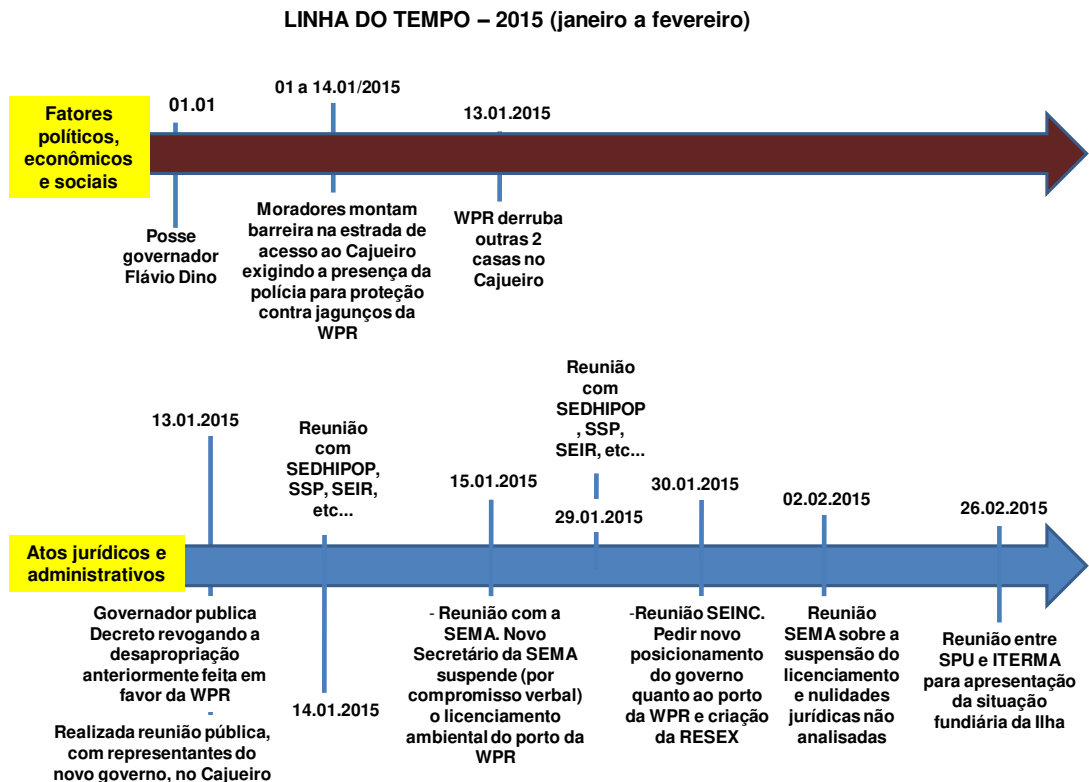 LINHA DO TEMPO – 2015 (janeiro a fevereiro)
Fatores
políticos,
econômicos
e sociais
01.01
Posse
governador
Flávio Dino
01 a 14.01/2015
Moradores montam
barreira na estrada de
acesso ao Cajueiro
exigindo a presença da
polícia para proteção
contra jagunços da
WPR
13.01.2015
WPR derruba
outras 2
casas no
Cajueiro
Atos jurídicos e
administrativos
13.01.2015
Governador publica
Decreto revogando a
desapropriação
anteriormente feita em
favor da WPR
Realizada reunião pública,
com representantes do
novo governo, no Cajueiro
Reunião
com
SEDHIPOP,
SSP, SEIR,
etc...
14.01.2015
15.01.2015
- Reunião com a
SEMA. Novo
Secretário da SEMA
suspende (por
compromisso verbal)
o licenciamento
ambiental do porto da
WPR
Reunião
com
SEDHIPOP
, SSP,
SEIR, etc...
29.01.2015
30.01.2015
-Reunião SEINC.
Pedir novo
posicionamento
do governo
quanto ao porto
da WPR e criação
da RESEX
02.02.2015
Reunião
SEMA sobre a
suspensão do
licenciamento
e nulidades
jurídicas não
analisadas
26.02.2015
Reunião entre
SPU e ITERMA
para apresentação
da situação
fundiária da Ilha